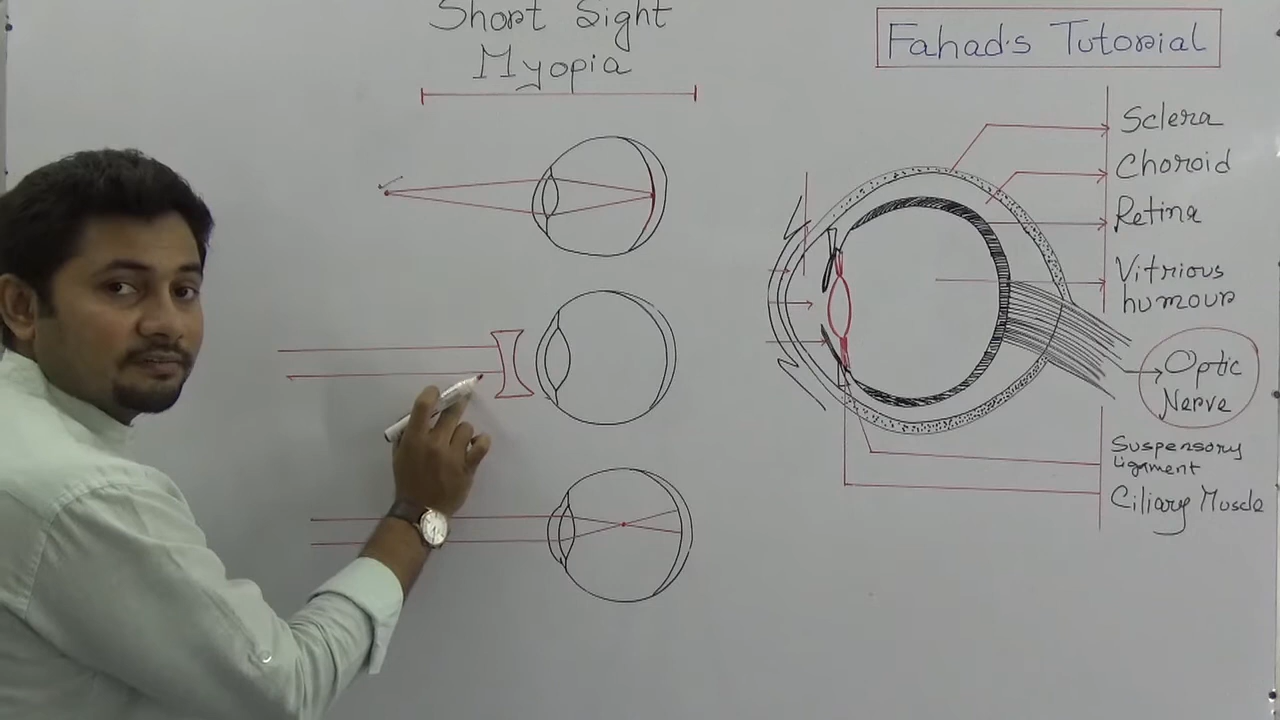 Short Sight
Myopia
Fahad's Tutorial
Sclera
Choroid
Retina
Vitrious
humour
Optic
Nerve
Suspensory
Ligament
Ciliary Muscle